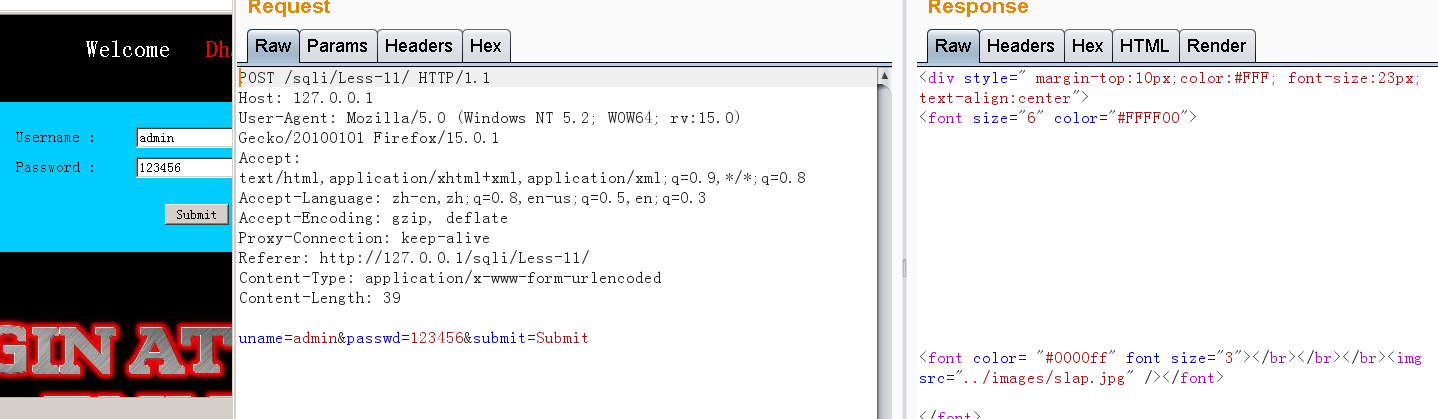 Welcome Dha
Username :
admin
Password :
123456
Submit
GIN AT
Request
Raw Params Headers Hex
POST /sqli/Less-11/ HTTP/1.1
Host: 127.0.0.1
User-Agent: Mozilla/5.0 (Windows NT 5.2; WOW64; rv:15.0)
Gecko/20100101 Firefox/15.0.1
Accept:
text/html,application/xhtml+xml,application/xml;q=0.9,*/*;q=0.8
Accept-Language: zh-cn,zh;q=0.8,en-us;q=0.5,en;q=0.3
Accept-Encoding: gzip, deflate
Proxy-Connection: keep-alive
Referer: http://127.0.0.1/sqli/Less-11/
Content-Type: application/x-www-form-urlencoded
Content-Length: 39
uname=admin&passwd=123456&submit=Submit
Response
Raw Headers Hex HTML Render
<div style=" margin-top:10px;color:#FFF; font-size:23px;
text-align:center">
<font size="6" color="#FFFF00">
<font color= "#0000ff" font size="3"></br></br></br><img
src="../images/slap.jpg" /></font>
</font>